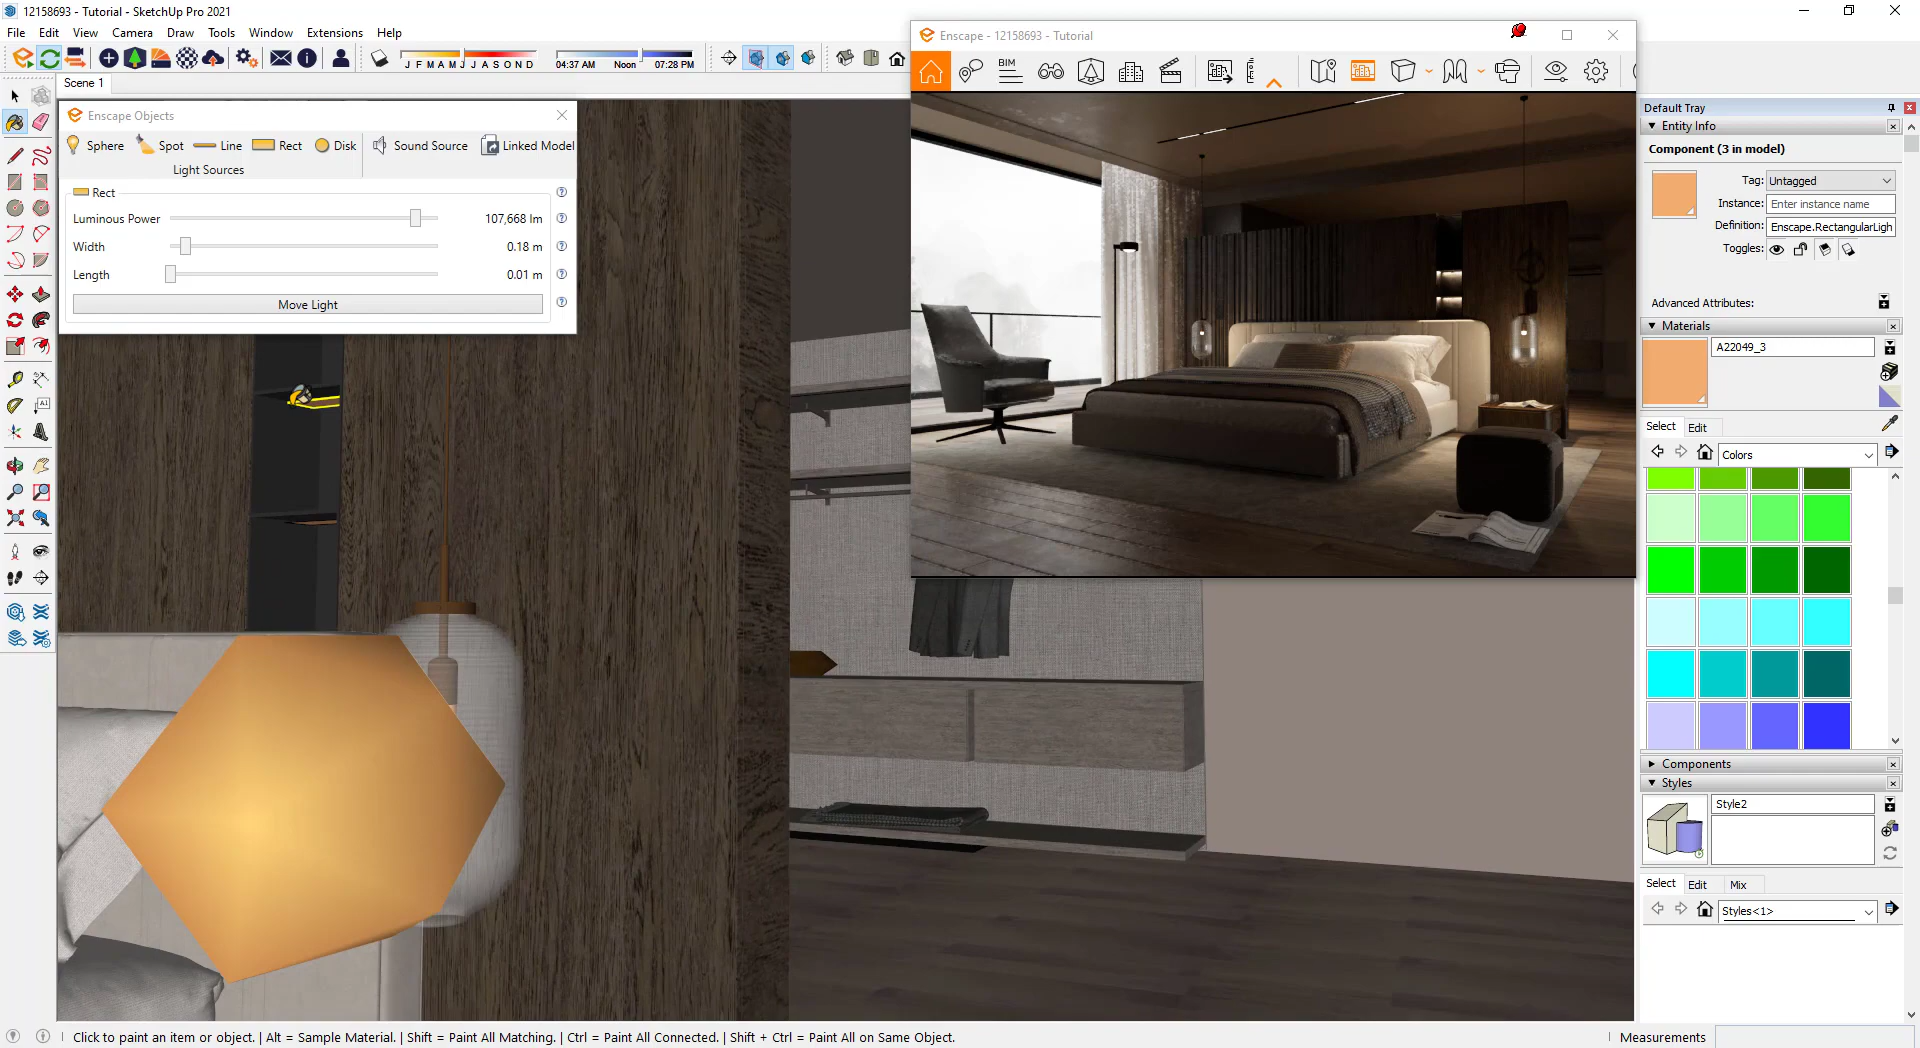 12158693 - Tutorial - SketchUp Pro 2021
File Edit View Camera Draw Tools Window Extensions Help
J F M A M J J A S O N D
04:37 AM Noon 07:28 PM
Scene 1
Enscape Objects
Sphere Spot Line Rect Disk Sound Source Linked Model
Light Sources
Rect
Luminous Power 107,668 lm
Width 0.18 m
Length 0.01 m
Move Light
Enscape - 12158693 - Tutorial
BIM
Default Tray
Entity Info
Component (3 in model)
Tag: Untagged
Instance: Enter instance name
Definition: Enscape.RectangularLigh
Toggles:
Advanced Attributes:
Materials
A22049_3
Select Edit
Colors
Components
Styles
Style2
Select Edit Mix
Styles<1>
Click to paint an item or object. | Alt = Sample Material. | Shift = Paint All Matching. | Ctrl = Paint All Connected. | Shift + Ctrl = Paint All on Same Object.
Measurements